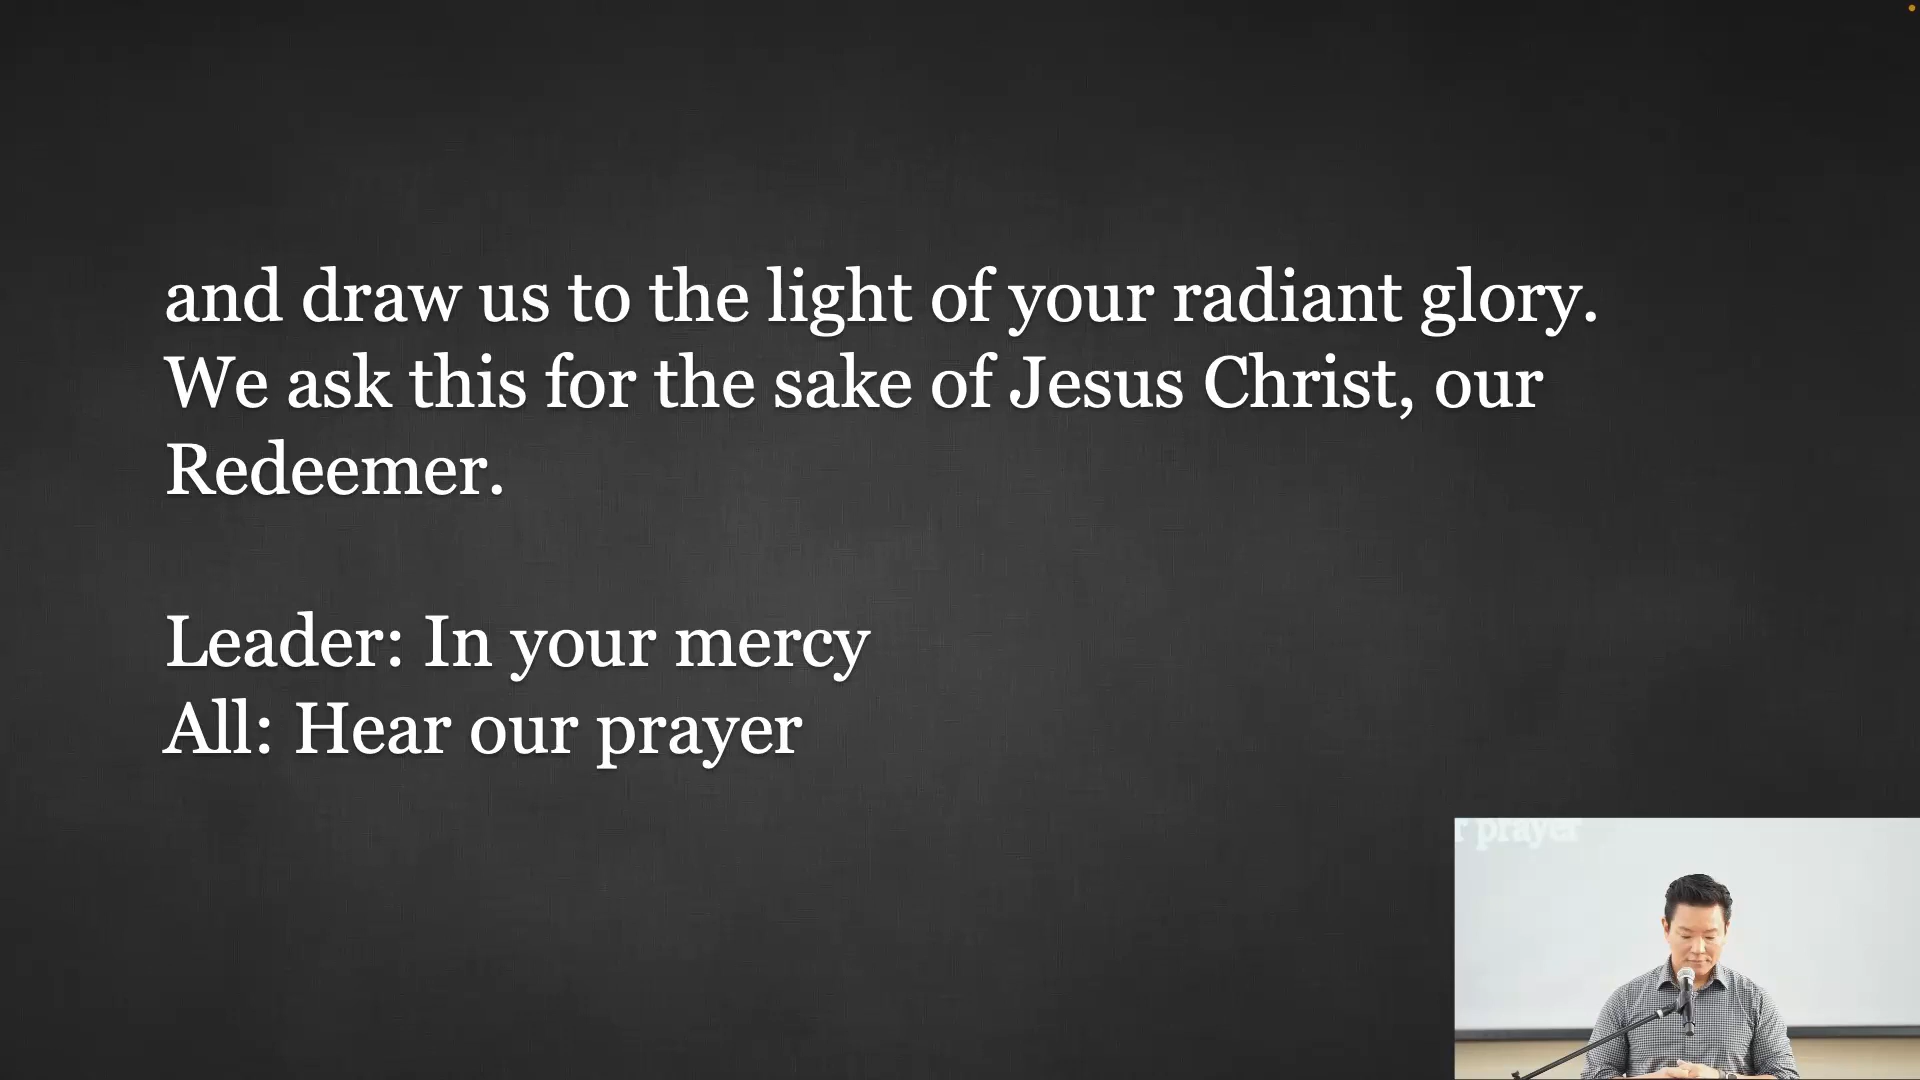 and draw us to the light of your radiant glory.
We ask this for the sake of Jesus Christ, our
Redeemer.
Leader: In your mercy
All: Hear our prayer
r prayer